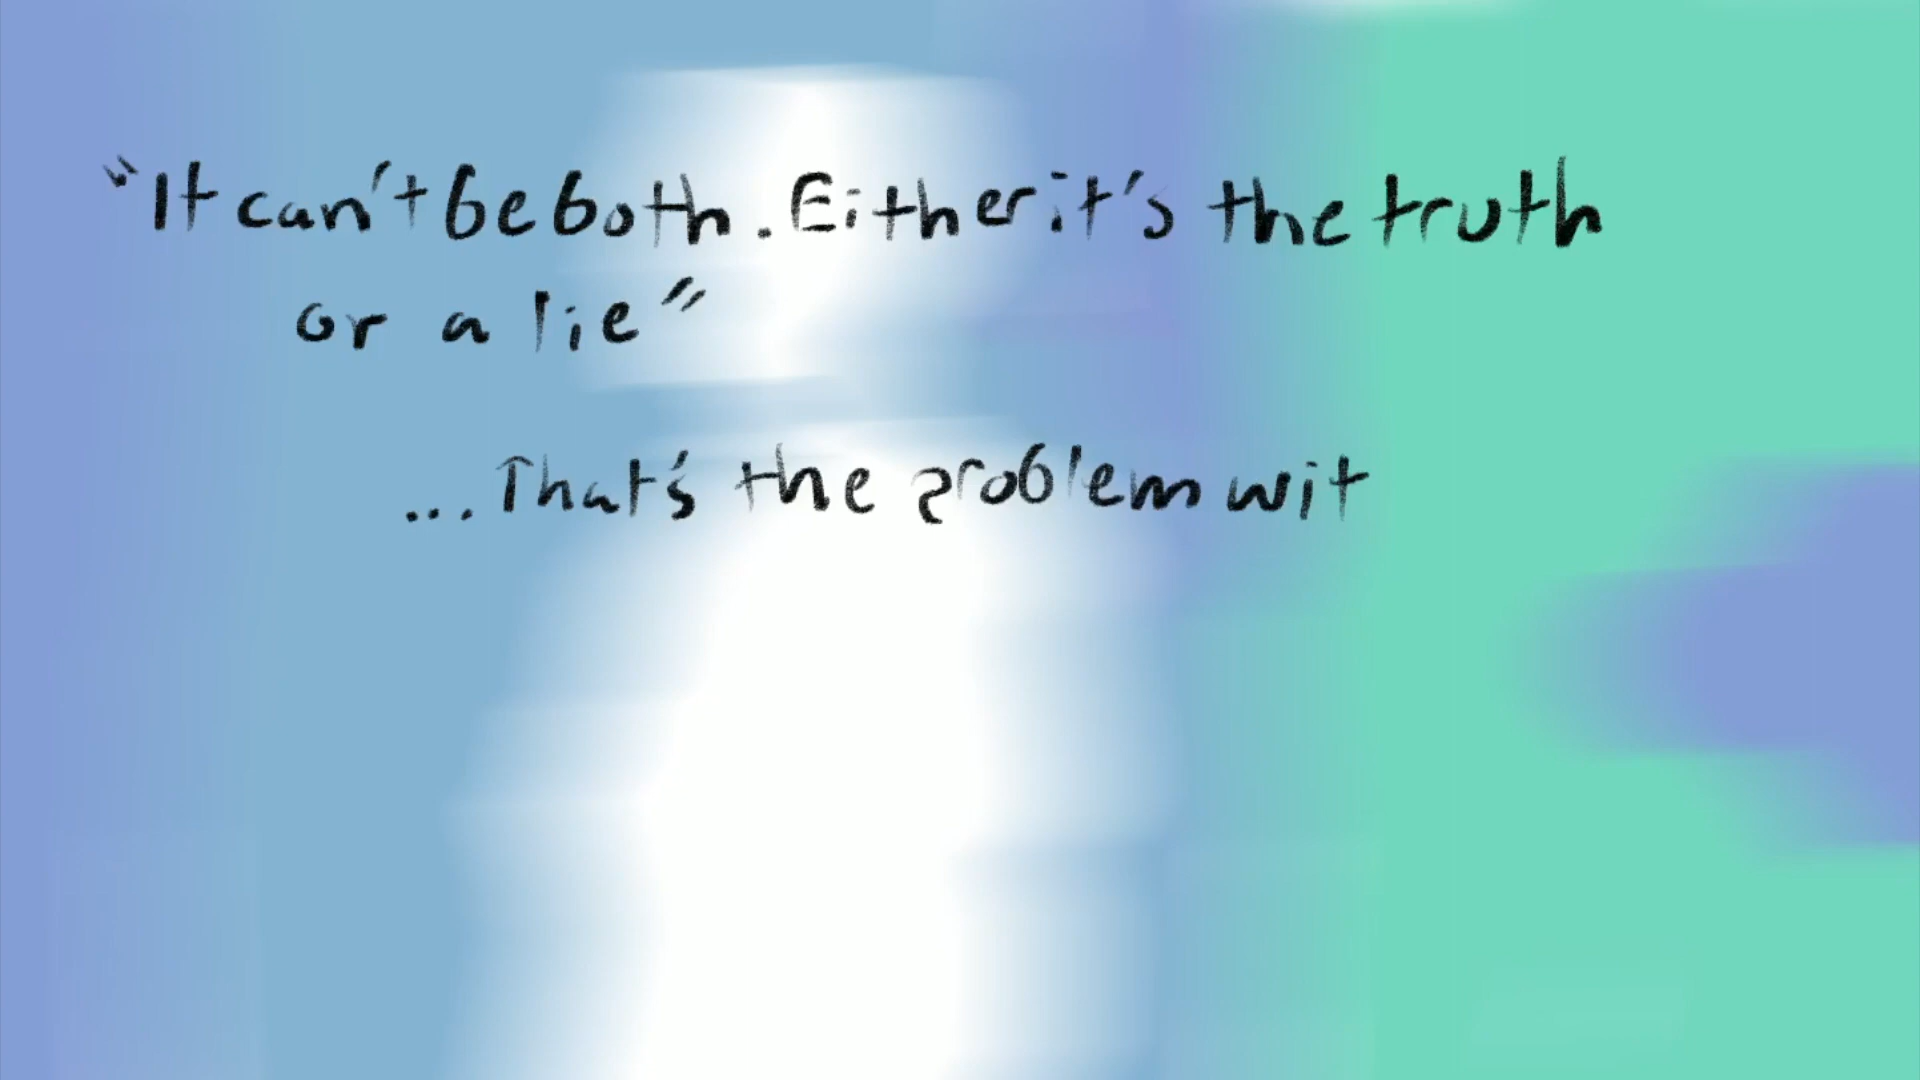 "It can't be both. Either it's the truth
or a lie"
...That's the problem wit